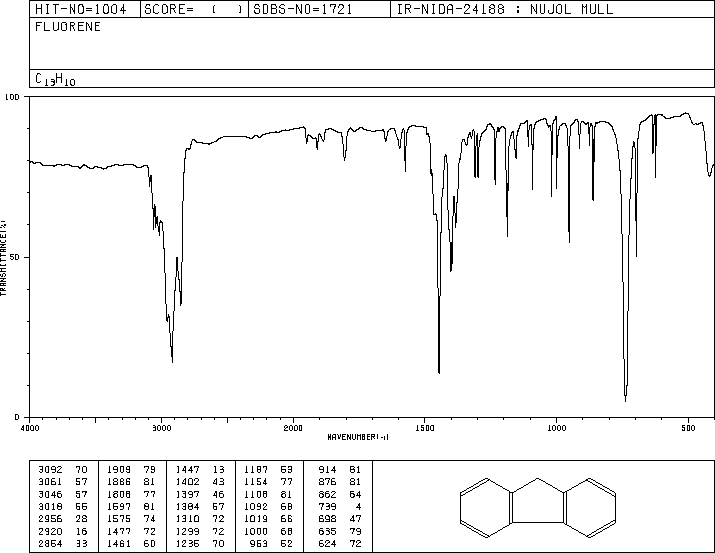 HIT-NO=1004 SCORE= ( ) SDBS-NO=1721 IR-NIDA-24188 : NUJOL MULL
FLUORENE
C13H10
100
TRANSMITTANCE(%)
50
0
4000 3000 2000 1500 1000 500
WAVENUMBER(-1)
3092 70 1909 79 1447 13 1187 53 914 81
3061 57 1886 81 1402 43 1154 77 876 81
3046 57 1808 77 1397 46 1108 81 862 64
3018 55 1597 81 1384 57 1092 68 739 4
2956 28 1575 74 1310 72 1019 66 698 47
2920 16 1477 72 1299 72 1000 68 635 79
2854 33 1461 60 1235 70 953 52 624 72